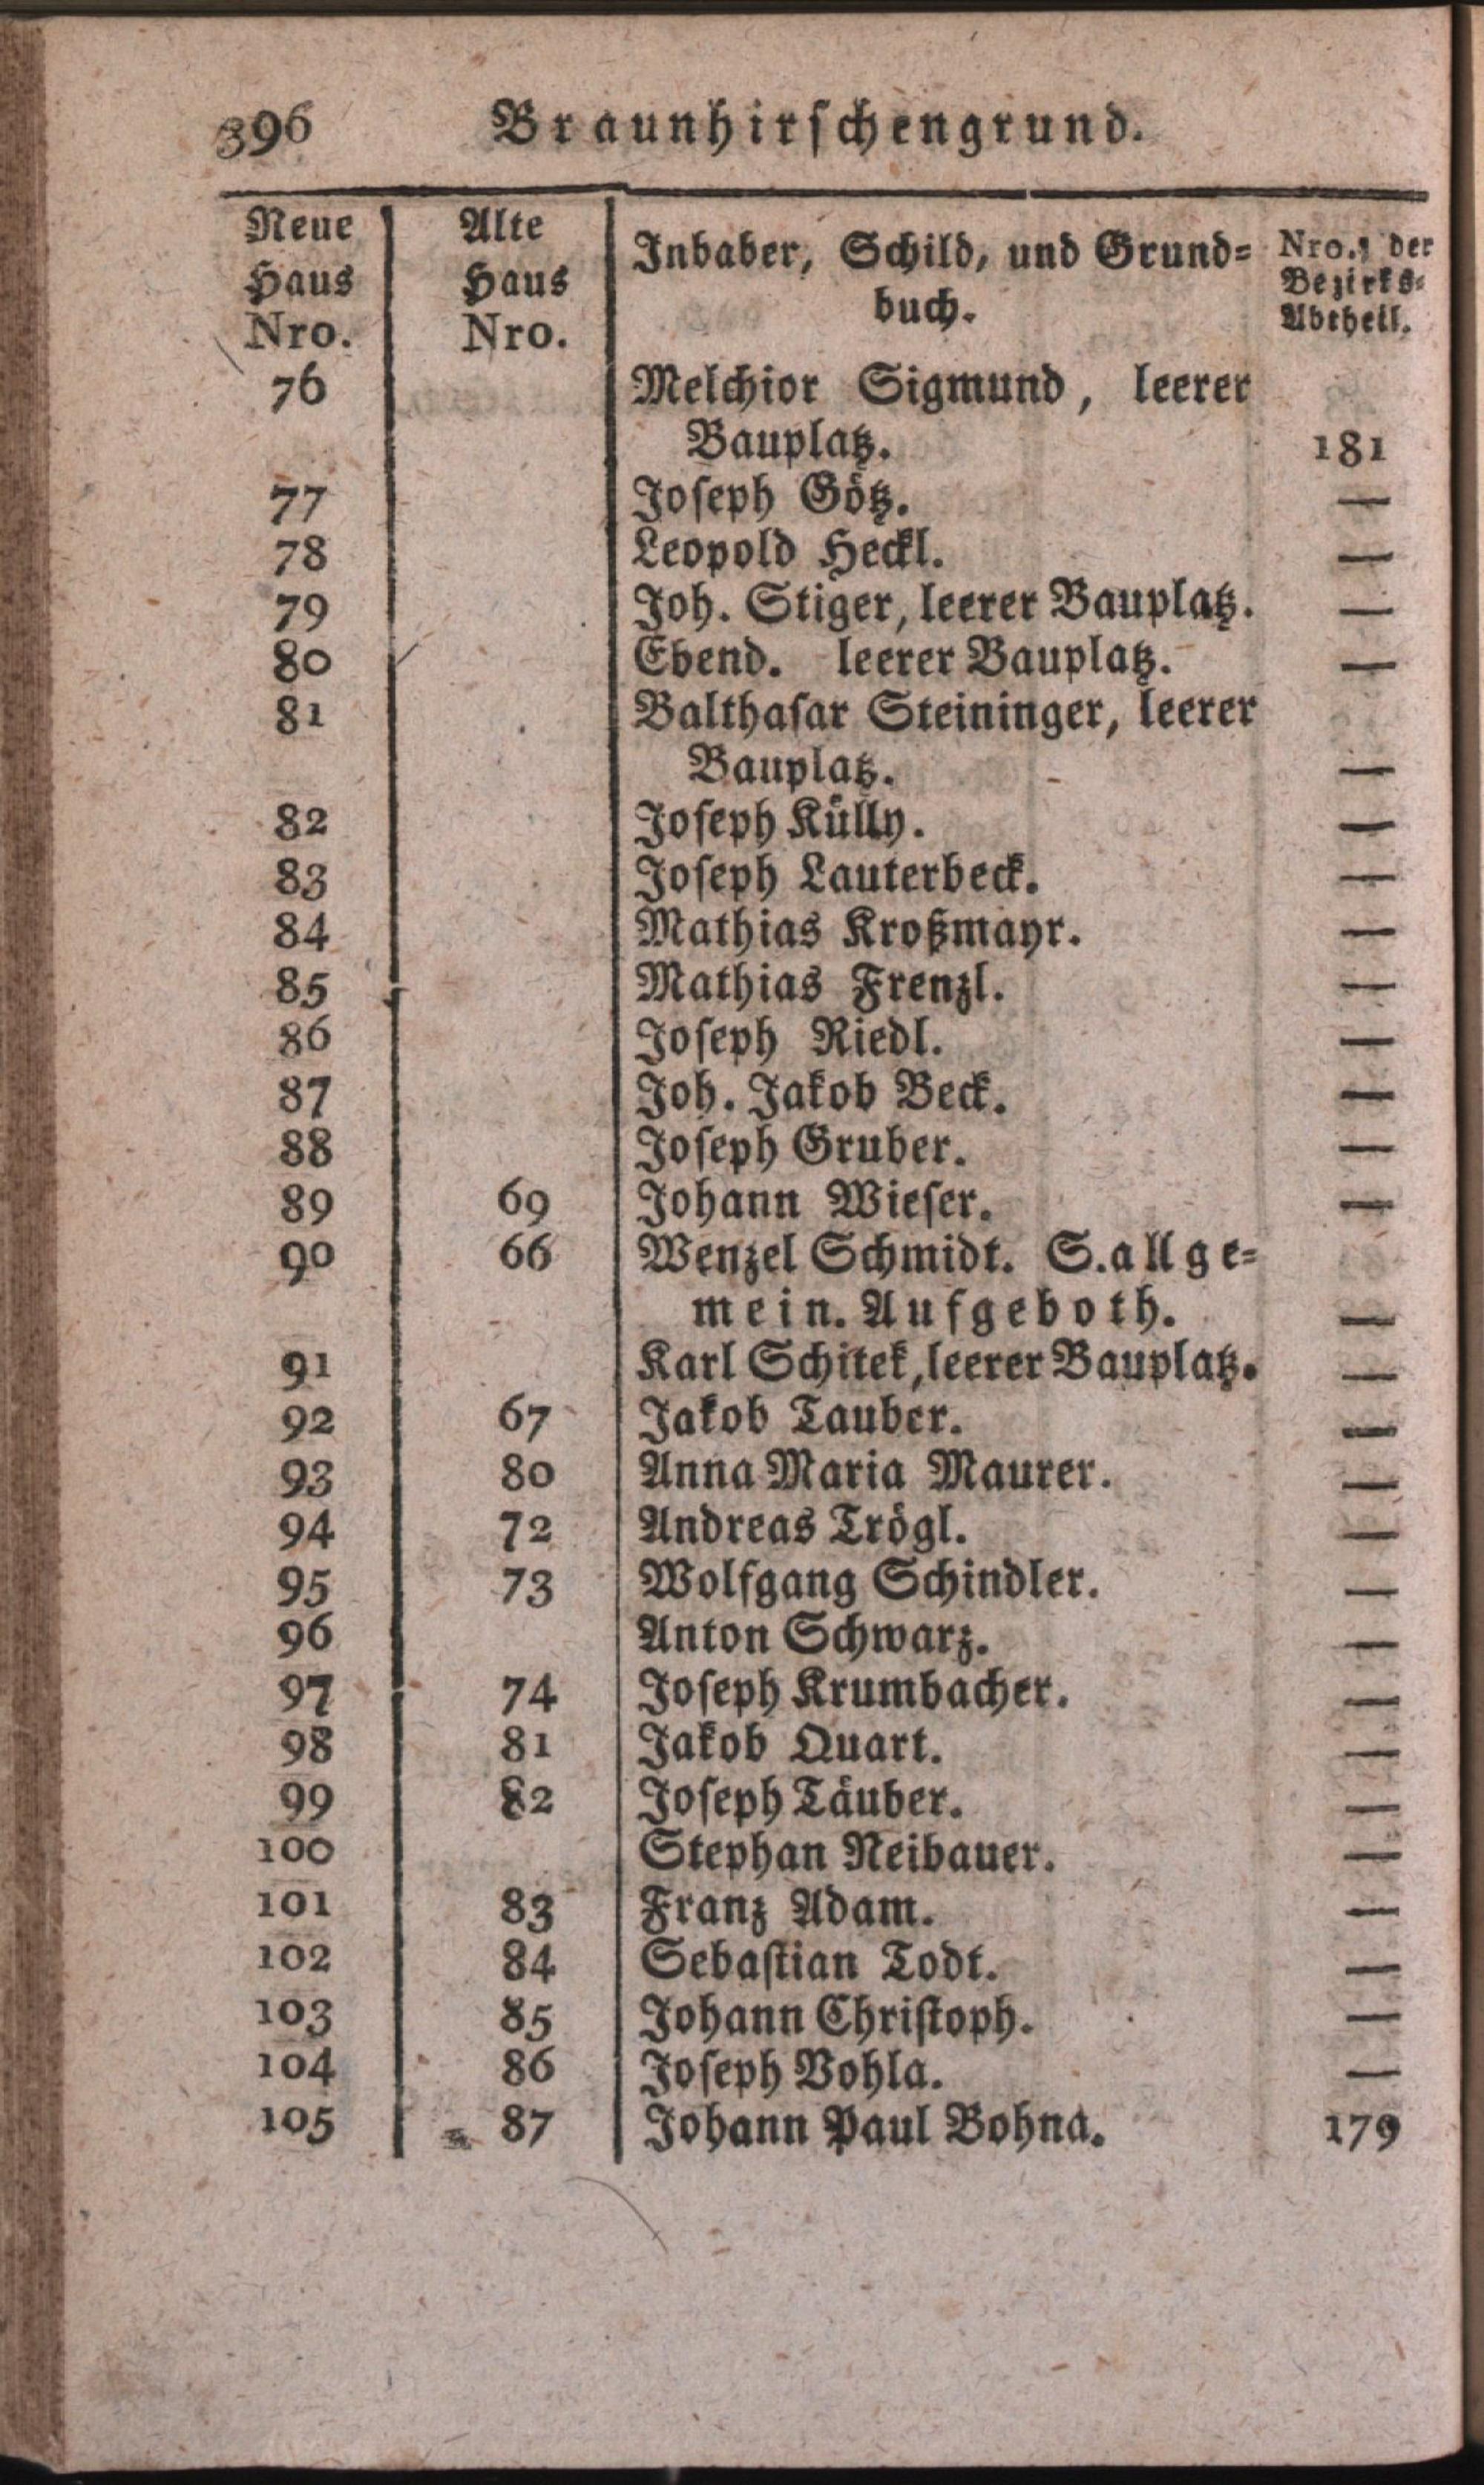 396 Braunhirschengrund.
Neue Haus Nro. Alte Haus Nro. Inhaber, Schild, und Grund= buch. Nro. der Bezirks= Abtheil.
76 Melchior Sigmund, leerer
Bauplatz. 181
77 Joseph Götz. —
78 Leopold Heckl. —
79 Joh. Stiger, leerer Bauplatz. —
80 Ebend. leerer Bauplatz. —
81 Balthasar Steininger, leerer
Bauplatz. —
82 Joseph Külly. —
83 Joseph Lauterbeck. —
84 Mathias Kroßmayr. —
85 Mathias Frenzl. —
86 Joseph Riedl. —
87 Joh. Jakob Beck. —
88 Joseph Gruber. —
89 69 Johann Wieser. —
90 66 Wenzel Schmidt. S. allge=
mein. Aufgeboth. —
91 Karl Schitek, leerer Bauplatz. —
92 67 Jakob Tauber. —
93 80 Anna Maria Maurer. —
94 72 Andreas Trögl. —
95 73 Wolfgang Schindler. —
96 Anton Schwarz. —
97 74 Joseph Krumbacher. —
98 81 Jakob Quart. —
99 82 Joseph Täuber. —
100 Stephan Neibauer. —
101 83 Franz Adam. —
102 84 Sebastian Todt. —
103 85 Johann Christoph. —
104 86 Joseph Vohla. —
105 87 Johann Paul Bohna. 179